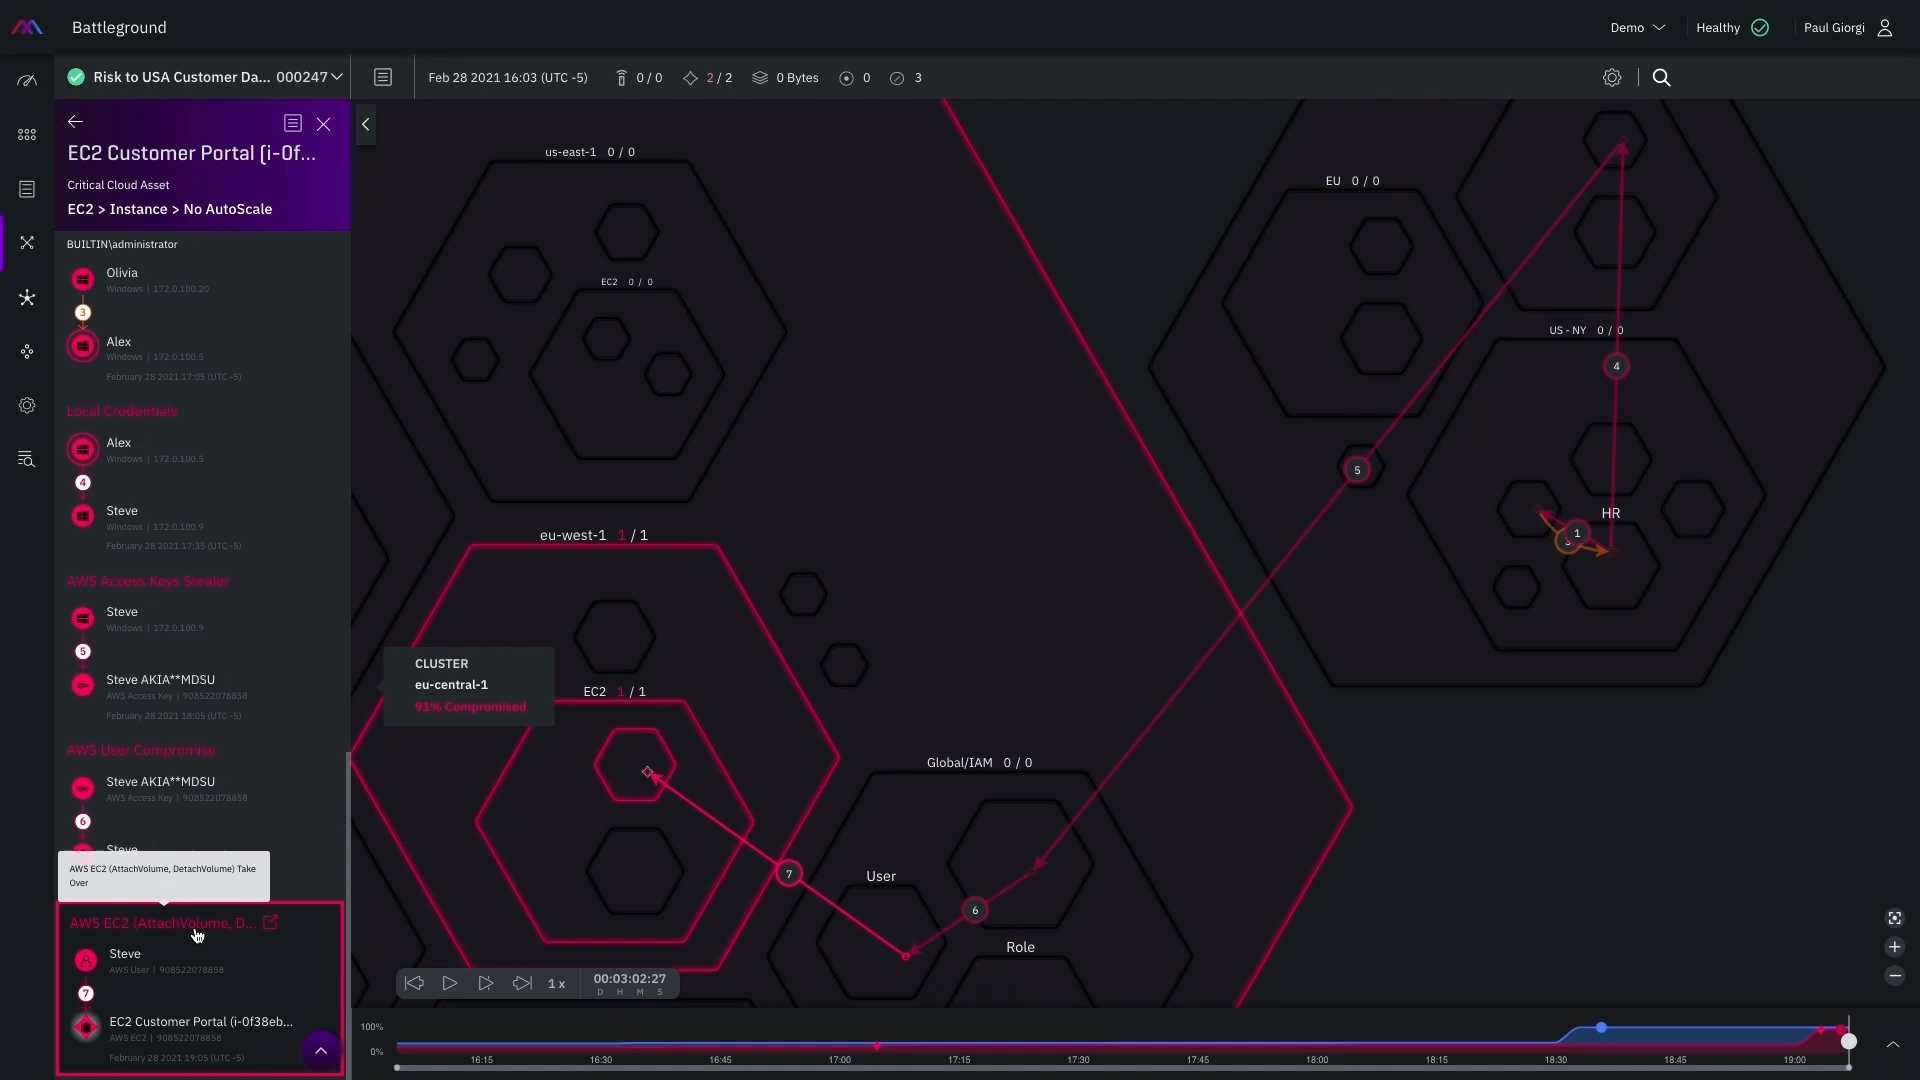 Battleground
Demo
Healthy
Paul Giorgi
Risk to USA Customer Da... 000247
Feb 28 2021 16:03 (UTC -5)
0 / 0
2 / 2
0 Bytes
0
3
EC2 Customer Portal (i-0f...
Critical Cloud Asset
EC2 > Instance > No AutoScale
BUILTIN\administrator
Olivia
Windows | 172.0.100.20
3
Alex
Windows | 172.0.100.5
February 28 2021 17:05 (UTC -5)
Local Credentials
Alex
Windows | 172.0.100.5
4
Steve
Windows | 172.0.100.9
February 28 2021 17:35 (UTC -5)
AWS Access Keys Stealer
Steve
Windows | 172.0.100.9
5
Steve AKIA**MDSU
AWS Access Key | 908522078858
February 28 2021 18:05 (UTC -5)
AWS User Compromise
Steve AKIA**MDSU
AWS Access Key | 908522078858
6
Steve
AWS EC2 (AttachVolume, DetachVolume) Take
Over
AWS EC2 (AttachVolume, D...
Steve
AWS User | 908522078858
7
EC2 Customer Portal (i-0f38eb...
AWS EC2 | 908522078858
February 28 2021 19:05 (UTC -5)
us-east-1 0 / 0
EC2 0 / 0
eu-west-1 1 / 1
CLUSTER
eu-central-1
91% Compromised
EC2 1 / 1
7
Global/IAM 0 / 0
User
6
Role
EU 0 / 0
US - NY 0 / 0
4
5
HR
1
1 x
00:03:02:27
D H M S
100%
0%
16:15
16:30
16:45
17:00
17:15
17:30
17:45
18:00
18:15
18:30
18:45
19:00